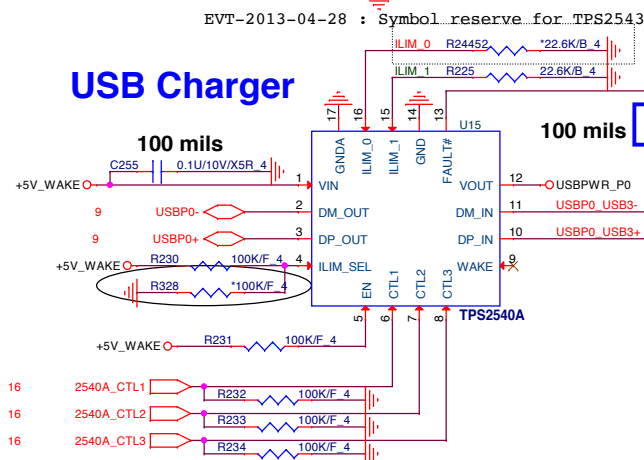 EVT-2013-04-28 : Symbol reserve for TPS2543
ILIM_0 R24452 *22.6K/B_4
ILIM_1 R225 22.6K/B_4
USB Charger
17 16 15 14 13
U15
100 mils
100 mils
GNDA ILIM_0 ILIM_1 GND FAULT#
C255 0.1U/10V/X5R_4
+5V_WAKE 1 VIN VOUT 12 USBPWR_P0
9 USBP0- 2 DM_OUT DM_IN 11 USBP0_USB3-
9 USBP0+ 3 DP_OUT DP_IN 10 USBP0_USB3+
+5V_WAKE R230 100K/F_4 4 ILIM_SEL WAKE 9
R328 *100K/F_4
EN CTL1 CTL2 CTL3
TPS2540A
5 6 7 8
+5V_WAKE R231 100K/F_4
16 2540A_CTL1
R232 100K/F_4
16 2540A_CTL2
R233 100K/F_4
16 2540A_CTL3
R234 100K/F_4